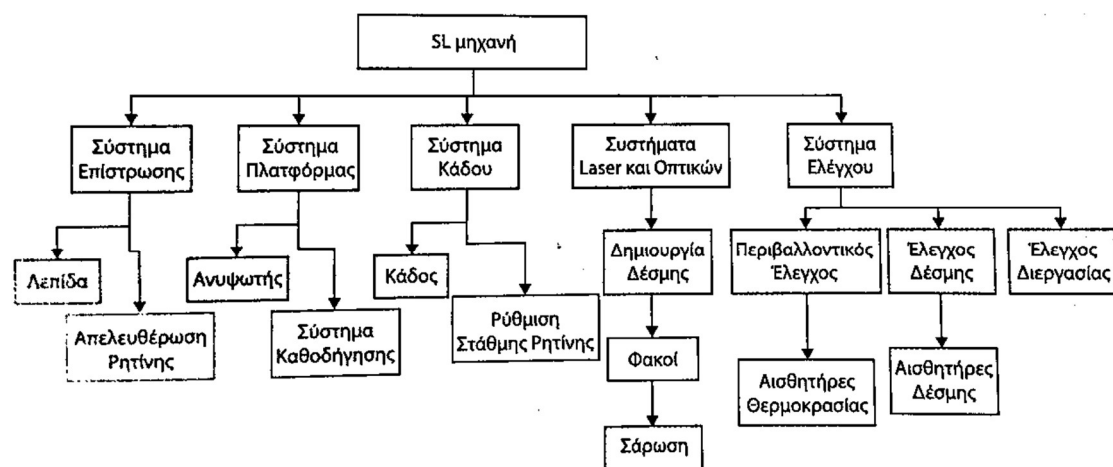 SL μηχανή
Σύστημα
Επίστρωσης
Σύστημα
Πλατφόρμας
Σύστημα
Κάδου
Συστήματα
Laser και Οπτικών
Σύστημα
Ελέγχου
Λεπίδα
Απελευθέρωση
Ρητίνης
Ανυψωτής
Σύστημα
Καθοδήγησης
Κάδος
Ρύθμιση
Στάθμης Ρητίνης
Δημιουργία
Δέσμης
Φακοί
Σάρωση
Περιβαλλοντικός
Έλεγχος
Αισθητήρες
Θερμοκρασίας
Έλεγχος
Δέσμης
Αισθητήρες
Δέσμης
Έλεγχος
Διεργασίας